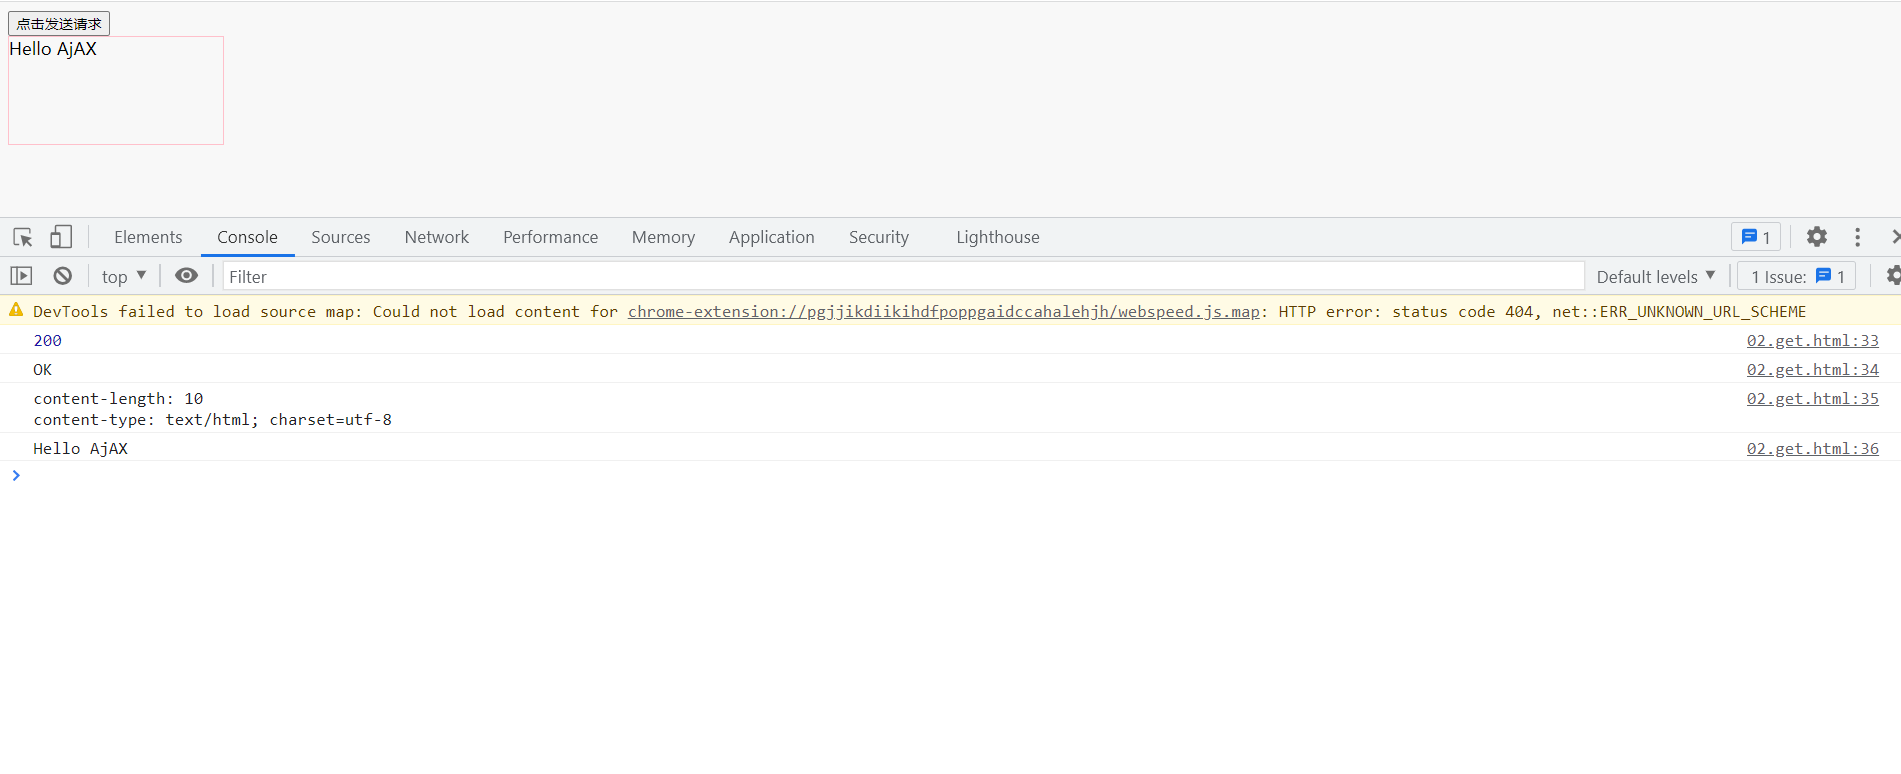 点击发送请求
Hello AjAX
Elements Console Sources Network Performance Memory Application Security Lighthouse 1
top Filter Default levels 1 Issue: 1
DevTools failed to load source map: Could not load content for chrome-extension://pgjjikdiikihdfpoppgaidccahalehjh/webspeed.js.map: HTTP error: status code 404, net::ERR_UNKNOWN_URL_SCHEME
200 02.get.html:33
OK 02.get.html:34
content-length: 10 02.get.html:35
content-type: text/html; charset=utf-8
Hello AjAX 02.get.html:36